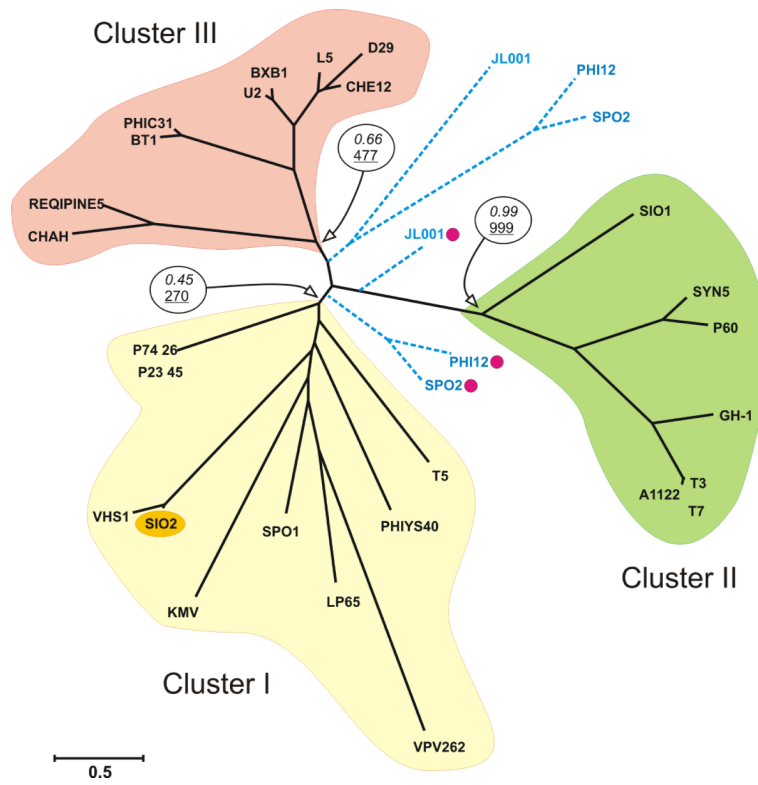 Cluster III
D29
L5
BXB1
JL001
PHI12
U2
CHE12
PHIC31
SPO2
BT1
0.66
477
REQIPINE5
SIO1
0.99
999
CHAH
JL001
0.45
270
SYN5
P60
P74 26
PHI12
P23 45
SPO2
GH-1
T5
T3
A1122
T7
VHS1
SIO2
SPO1
PHIYS40
Cluster II
LP65
KMV
Cluster I
VPV262
0.5